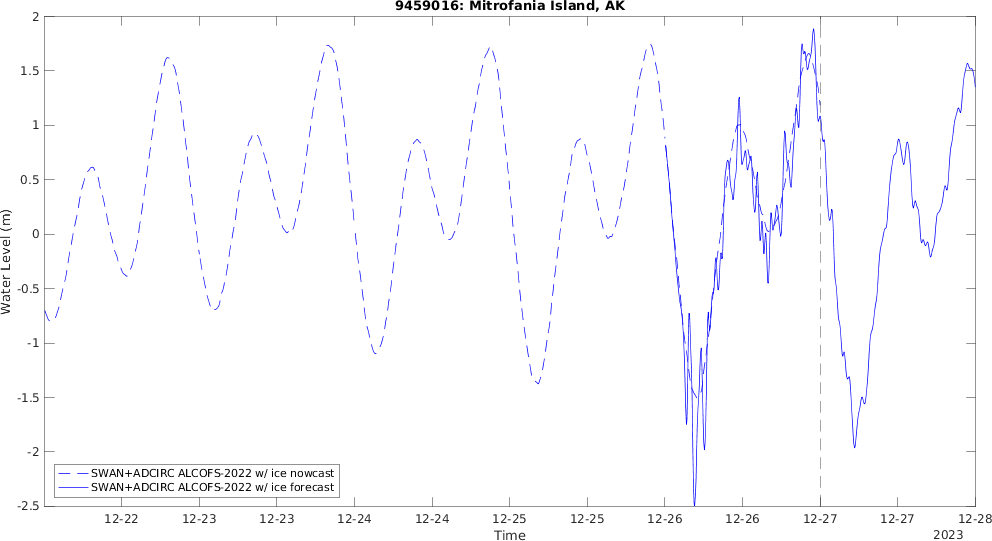 9459016: Mitrofania Island, AK
2
1.5
1
0.5
0
-0.5
-1
-1.5
-2
-2.5
Water Level (m)
SWAN+ADCIRC ALCOFS-2022 w/ ice nowcast
SWAN+ADCIRC ALCOFS-2022 w/ ice forecast
12-22 12-23 12-23 12-24 12-24 12-25 12-25 12-26 12-26 12-27 12-27 12-28
Time
2023